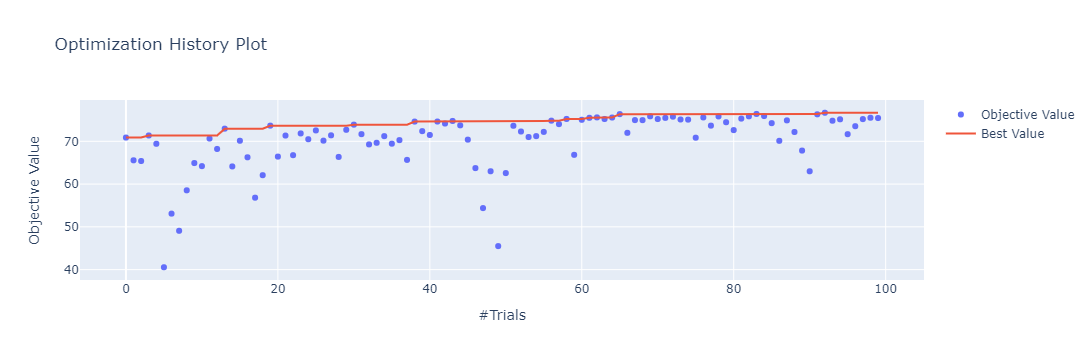 Optimization History Plot
Objective Value
Best Value
Objective Value
70
60
50
40
0 20 40 60 80 100
#Trials